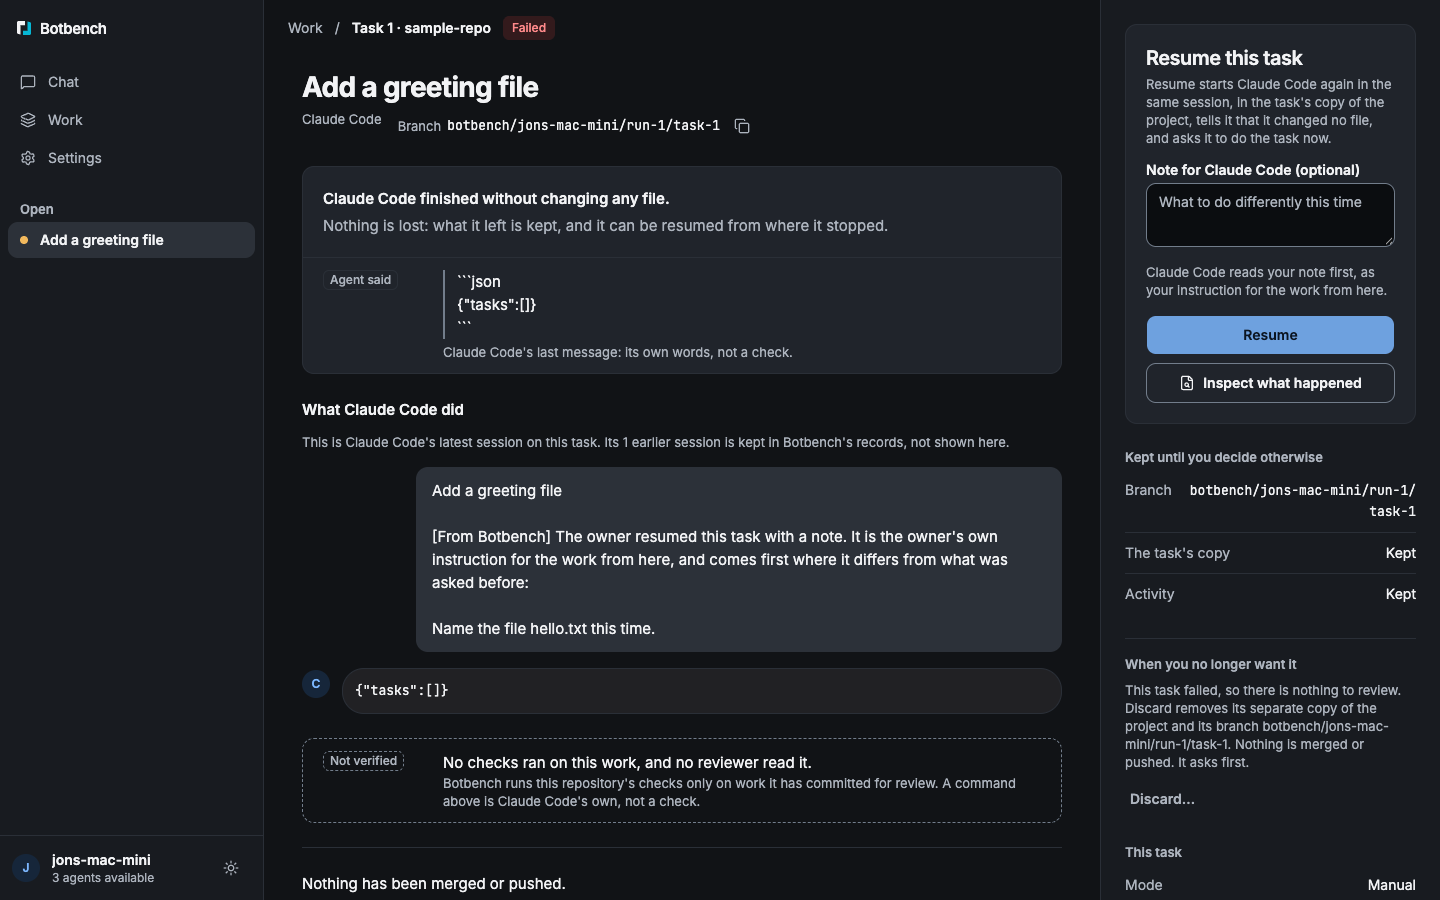 Botbench
Chat
Work
Settings
Open
Add a greeting file
J
jons-mac-mini
3 agents available
Work / Task 1 · sample-repo Failed
Add a greeting file
Claude Code Branch botbench/jons-mac-mini/run-1/task-1
Claude Code finished without changing any file.
Nothing is lost: what it left is kept, and it can be resumed from where it stopped.
Agent said
```json
{"tasks":[]}
```
Claude Code's last message: its own words, not a check.
What Claude Code did
This is Claude Code's latest session on this task. Its 1 earlier session is kept in Botbench's records, not shown here.
Add a greeting file
[From Botbench] The owner resumed this task with a note. It is the owner's own
instruction for the work from here, and comes first where it differs from what was
asked before:
Name the file hello.txt this time.
C
{"tasks":[]}
Not verified
No checks ran on this work, and no reviewer read it.
Botbench runs this repository's checks only on work it has committed for review. A command
above is Claude Code's own, not a check.
Nothing has been merged or pushed.
Resume this task
Resume starts Claude Code again in the
same session, in the task's copy of the
project, tells it that it changed no file,
and asks it to do the task now.
Note for Claude Code (optional)
What to do differently this time
Claude Code reads your note first, as
your instruction for the work from here.
Resume
Inspect what happened
Kept until you decide otherwise
Branch botbench/jons-mac-mini/run-1/
task-1
The task's copy Kept
Activity Kept
When you no longer want it
This task failed, so there is nothing to review.
Discard removes its separate copy of the
project and its branch botbench/jons-mac-
mini/run-1/task-1. Nothing is merged or
pushed. It asks first.
Discard...
This task
Mode Manual